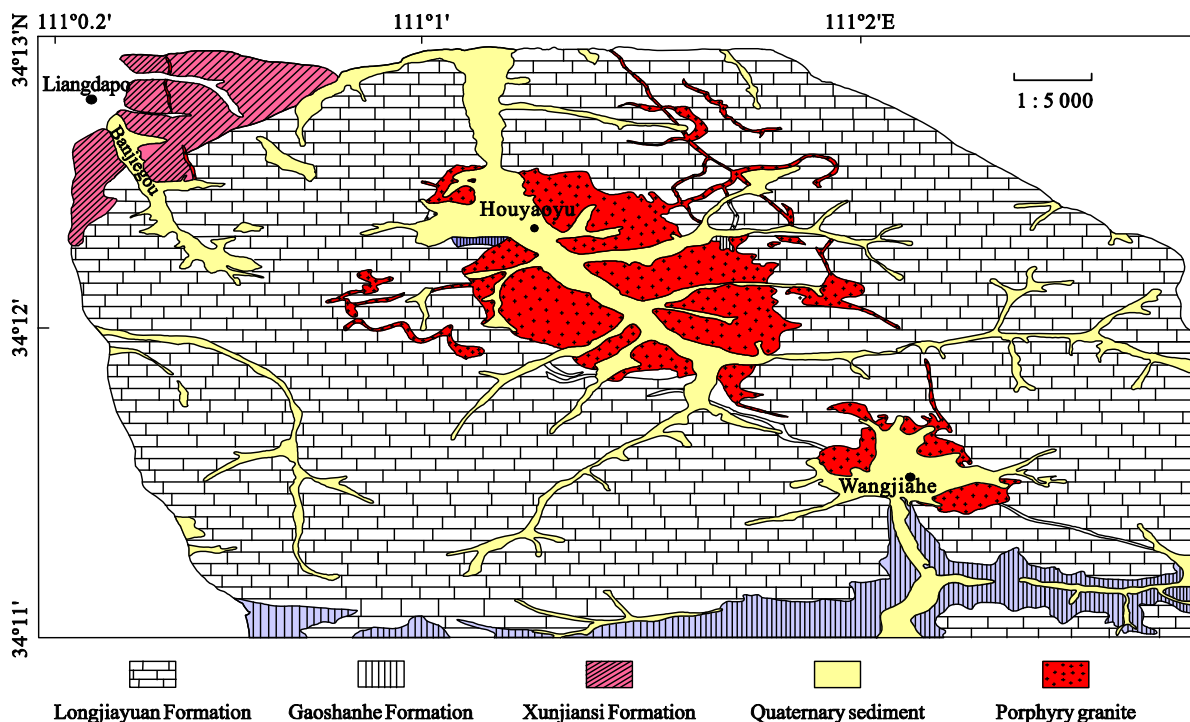 111°0.2' 111°1' 111°2'E
34°13'N
Liangdapo
1 : 5 000
Banjiegou
Houyaoyu
34°12'
Wangjiahe
34°11'
Longjiayuan Formation Gaoshanhe Formation Xunjiansi Formation Quaternary sediment Porphyry granite